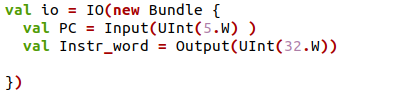 val io = IO(new Bundle {
  val PC = Input(UInt(5.W) )
  val Instr_word = Output(UInt(32.W))

})